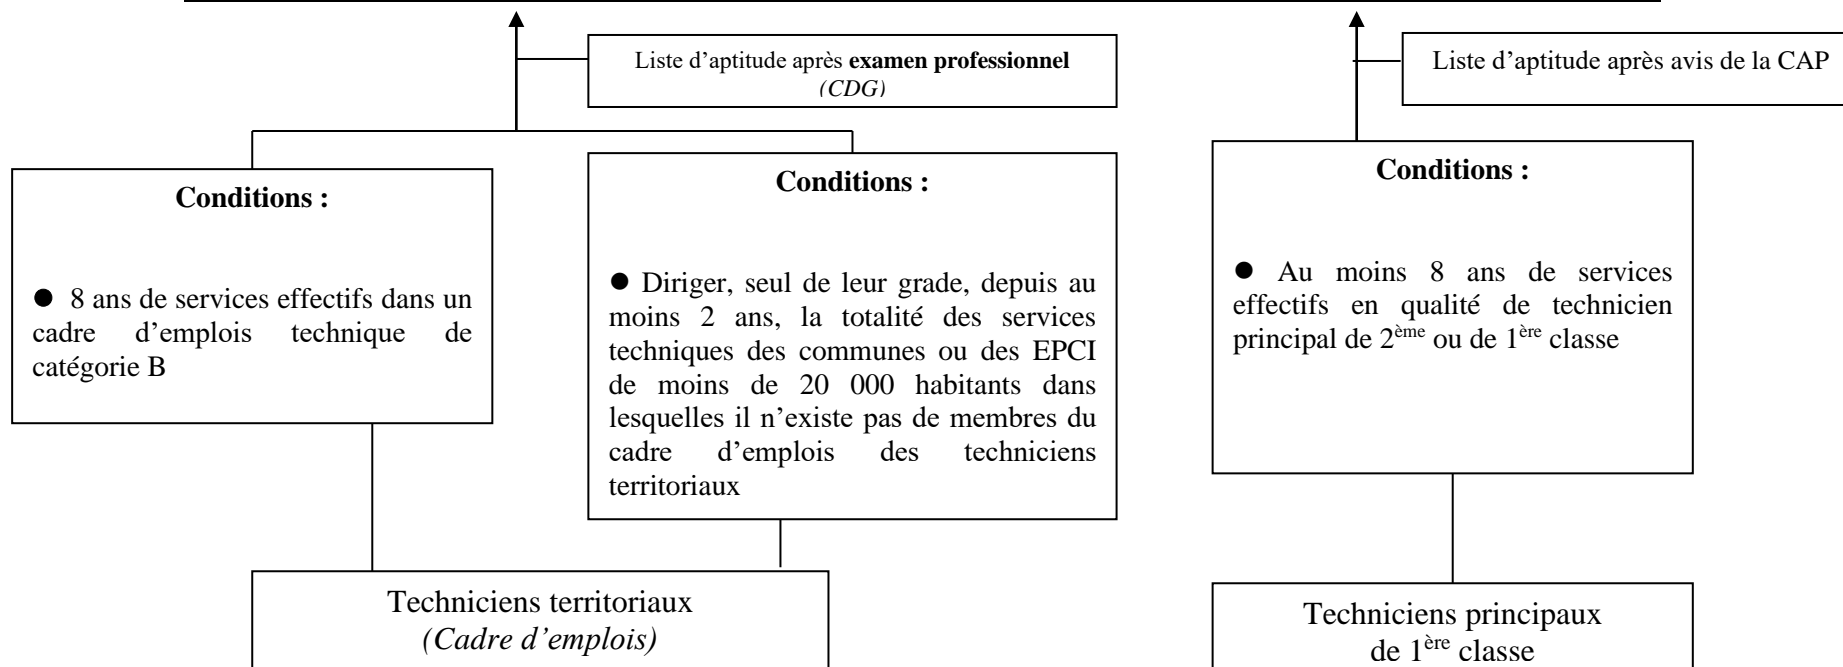 Liste d’aptitude après examen professionnel
(CDG)
Liste d’aptitude après avis de la CAP
Conditions :
● 8 ans de services effectifs dans un
cadre d’emplois technique de
catégorie B
Conditions :
● Diriger, seul de leur grade, depuis au
moins 2 ans, la totalité des services
techniques des communes ou des EPCI
de moins de 20 000 habitants dans
lesquelles il n’existe pas de membres du
cadre d’emplois des techniciens
territoriaux
Conditions :
● Au moins 8 ans de services
effectifs en qualité de technicien
principal de 2ème ou de 1ère classe
Techniciens territoriaux
(Cadre d’emplois)
Techniciens principaux
de 1ère classe